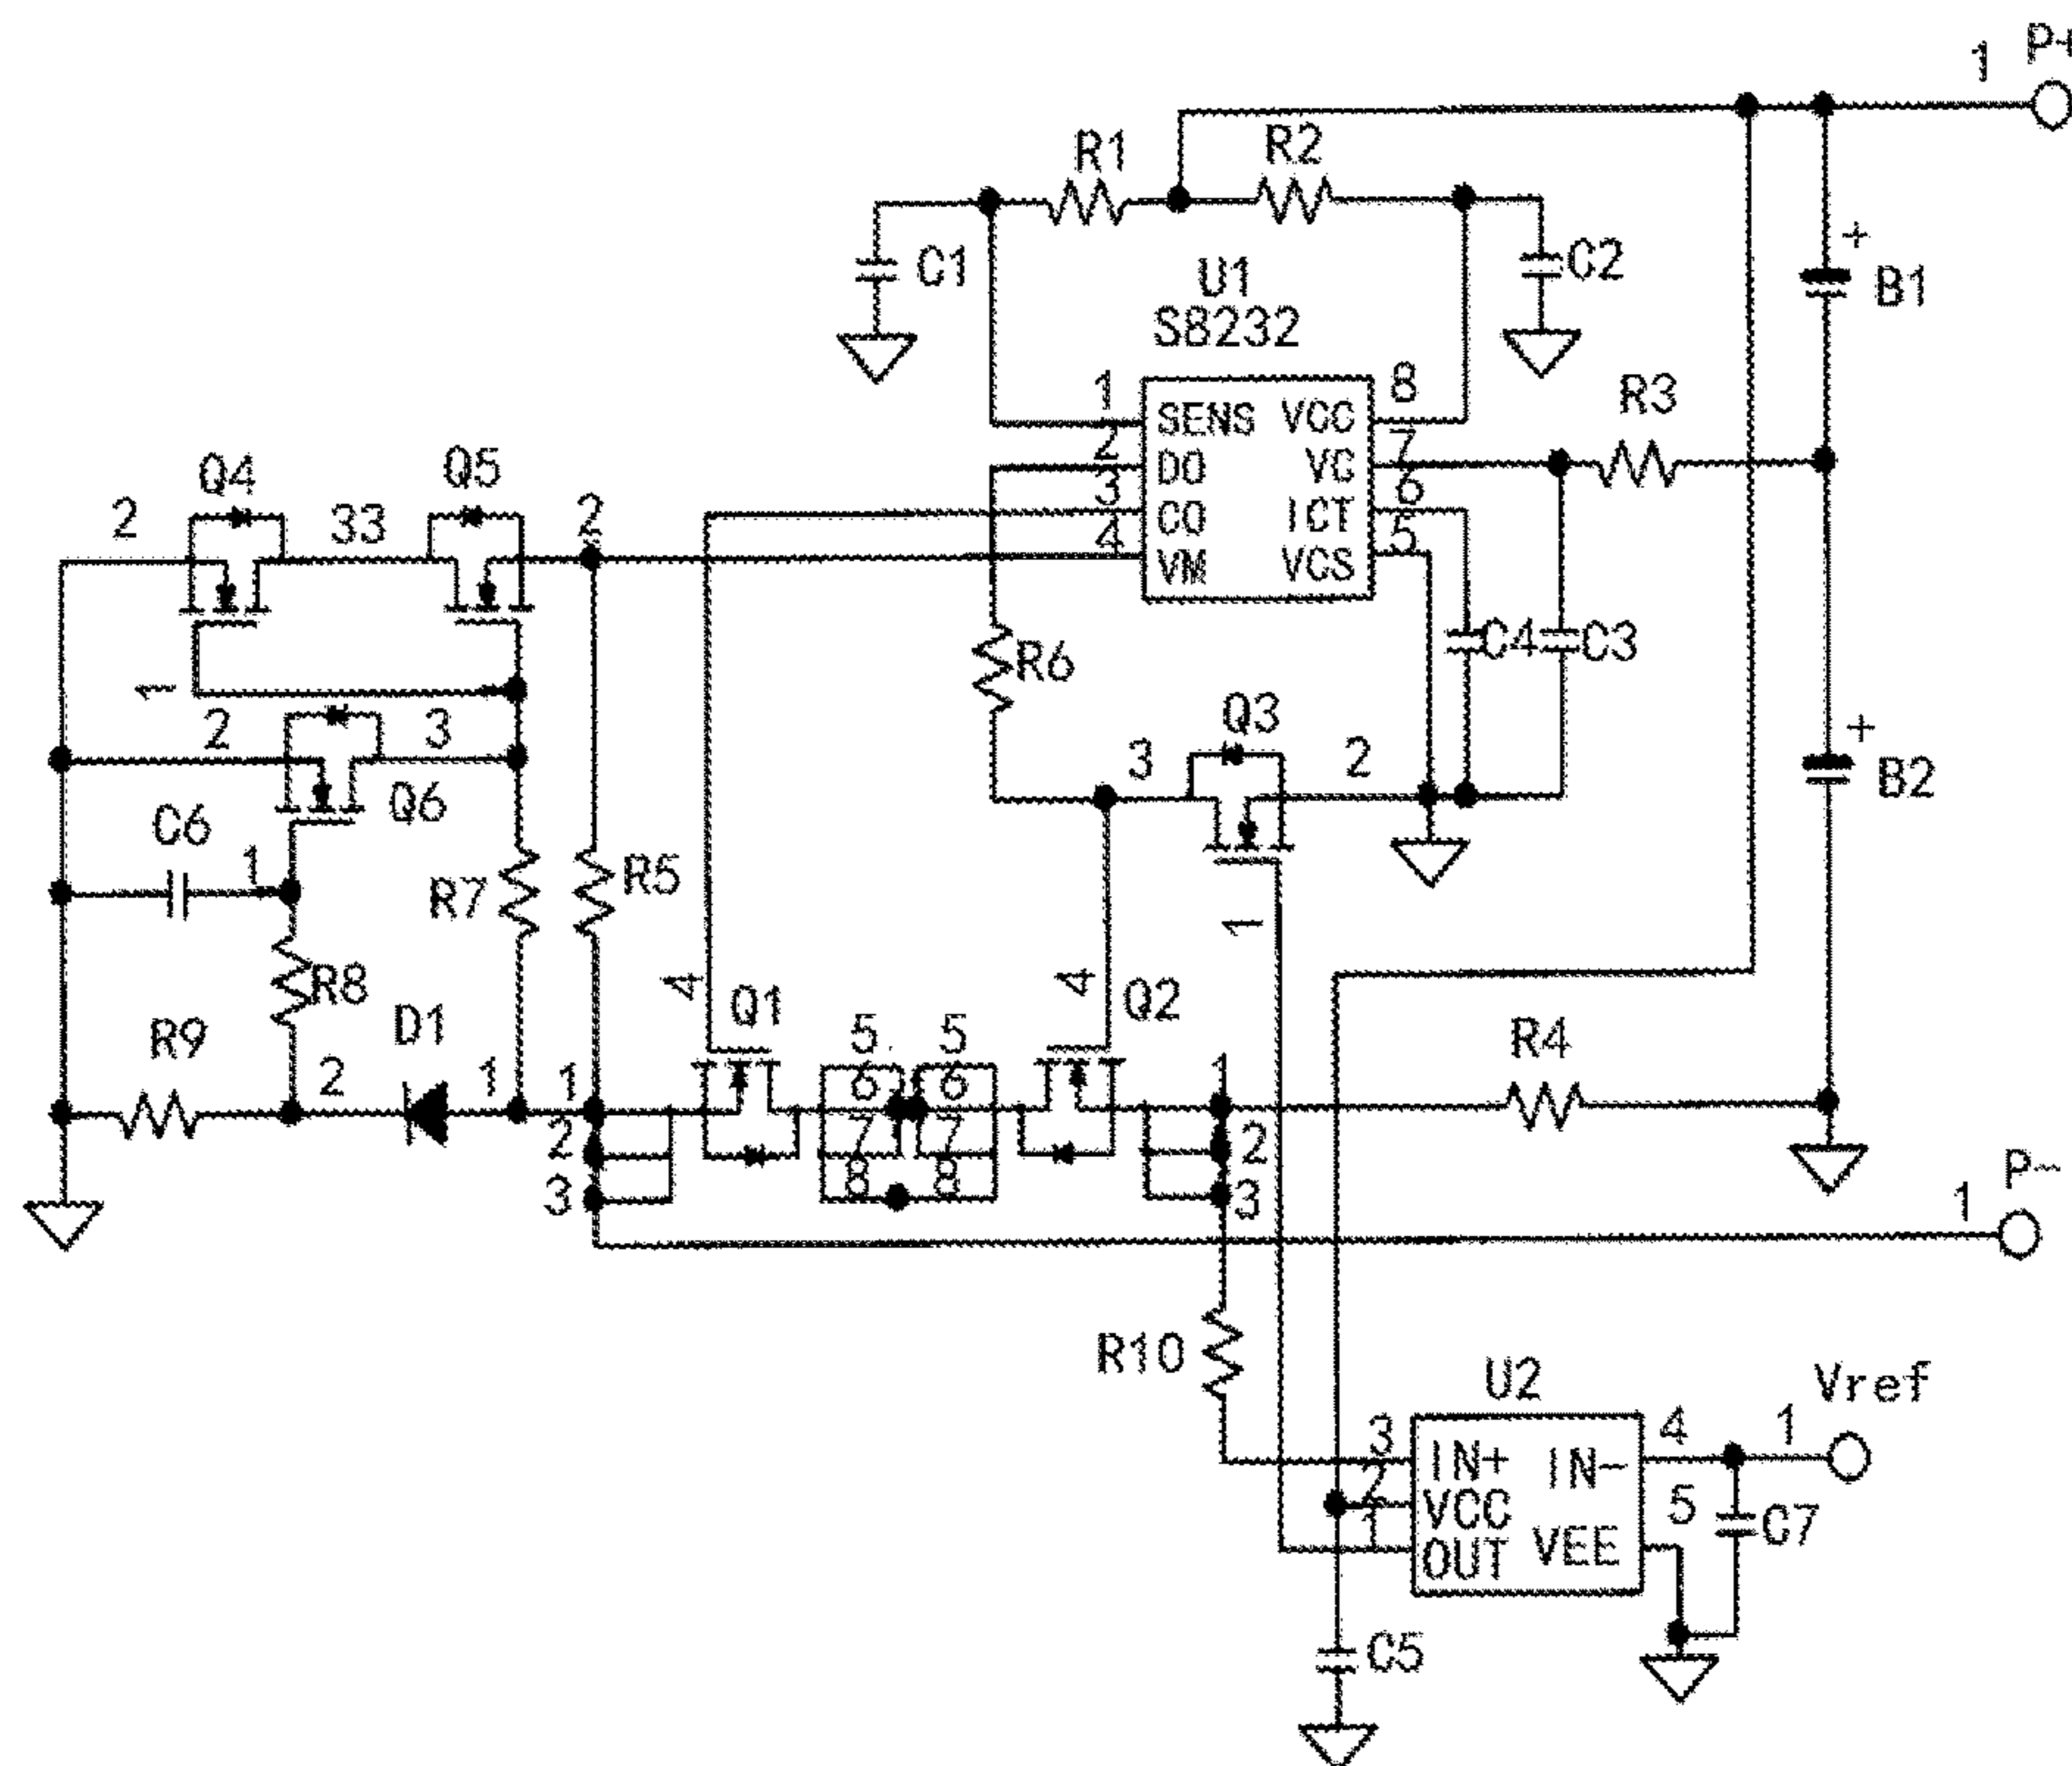 1 P+
R1 R2
C1 U1 C2
S8232
B1 +
1 SENS VCC 8
2 DO VC 7 R3
3 CO ICT 6
4 VM VCS 5
Q4 Q5
2 33 2
R6 C4 C3
1
2 3 Q6
3 Q3 2
+ B2
C6 1
R7 R5
1
R8
4 Q1 4 Q2
R9 2 D1 1 1
5 5
6 6
7 7
8 8
2
3
1 R4
2
3
1 P-
R10
U2 Vref
3 IN+ IN- 4 1
2 VCC
1 OUT VEE 5 C7
C5